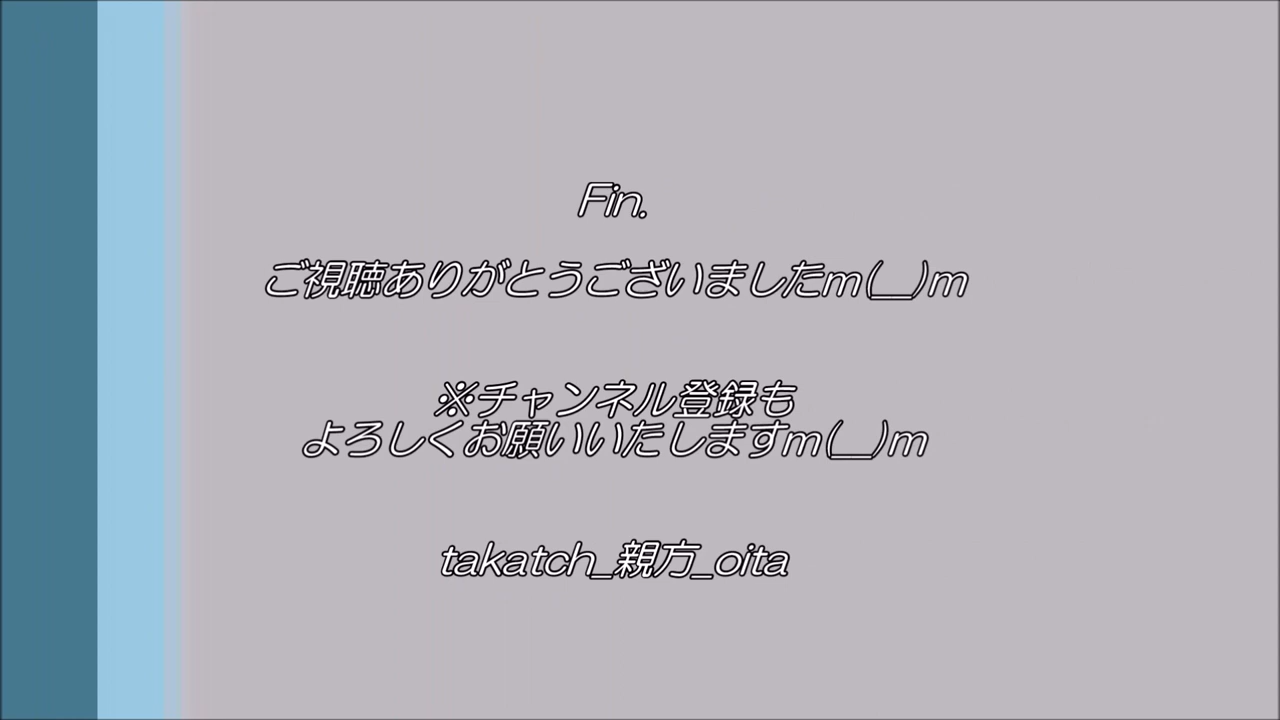 Fin.
ご視聴ありがとうございましたm(__)m
※チャンネル登録も
よろしくお願いいたしますm(__)m
takatch_親方_oita